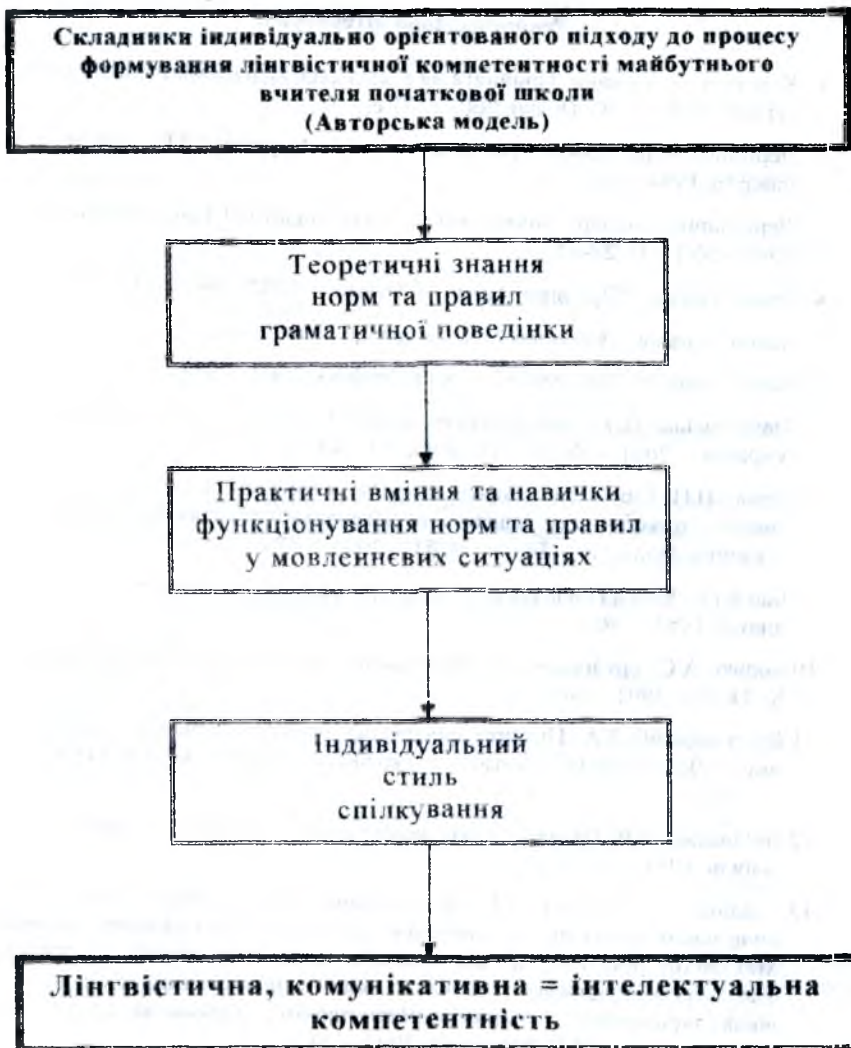 Складники індивідуально орієнтованого підходу до процесу
формування лінгвістичної компетентності майбутнього
вчителя початкової школи
(Авторська модель)
Теоретичні знання
норм та правил
граматичної поведінки
Практичні вміння та навички
функціонування норм та правил
у мовленнєвих ситуаціях
Індивідуальний
стиль
спілкування
Лінгвістична, комунікативна = інтелектуальна
компетентність